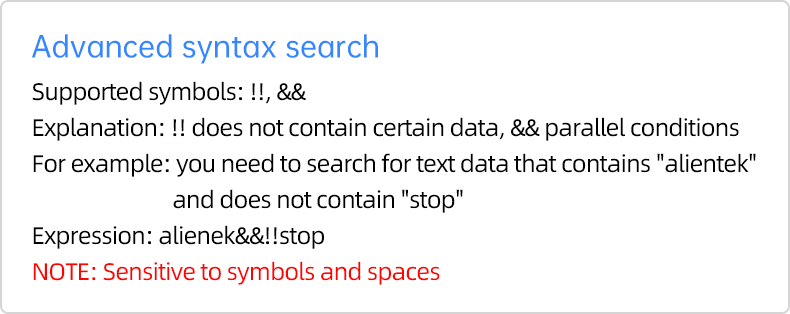 Advanced syntax search
Supported symbols: !!, &&
Explanation: !! does not contain certain data, && parallel conditions
For example: you need to search for text data that contains "alientek"
and does not contain "stop"
Expression: alienek&&!!stop
NOTE: Sensitive to symbols and spaces